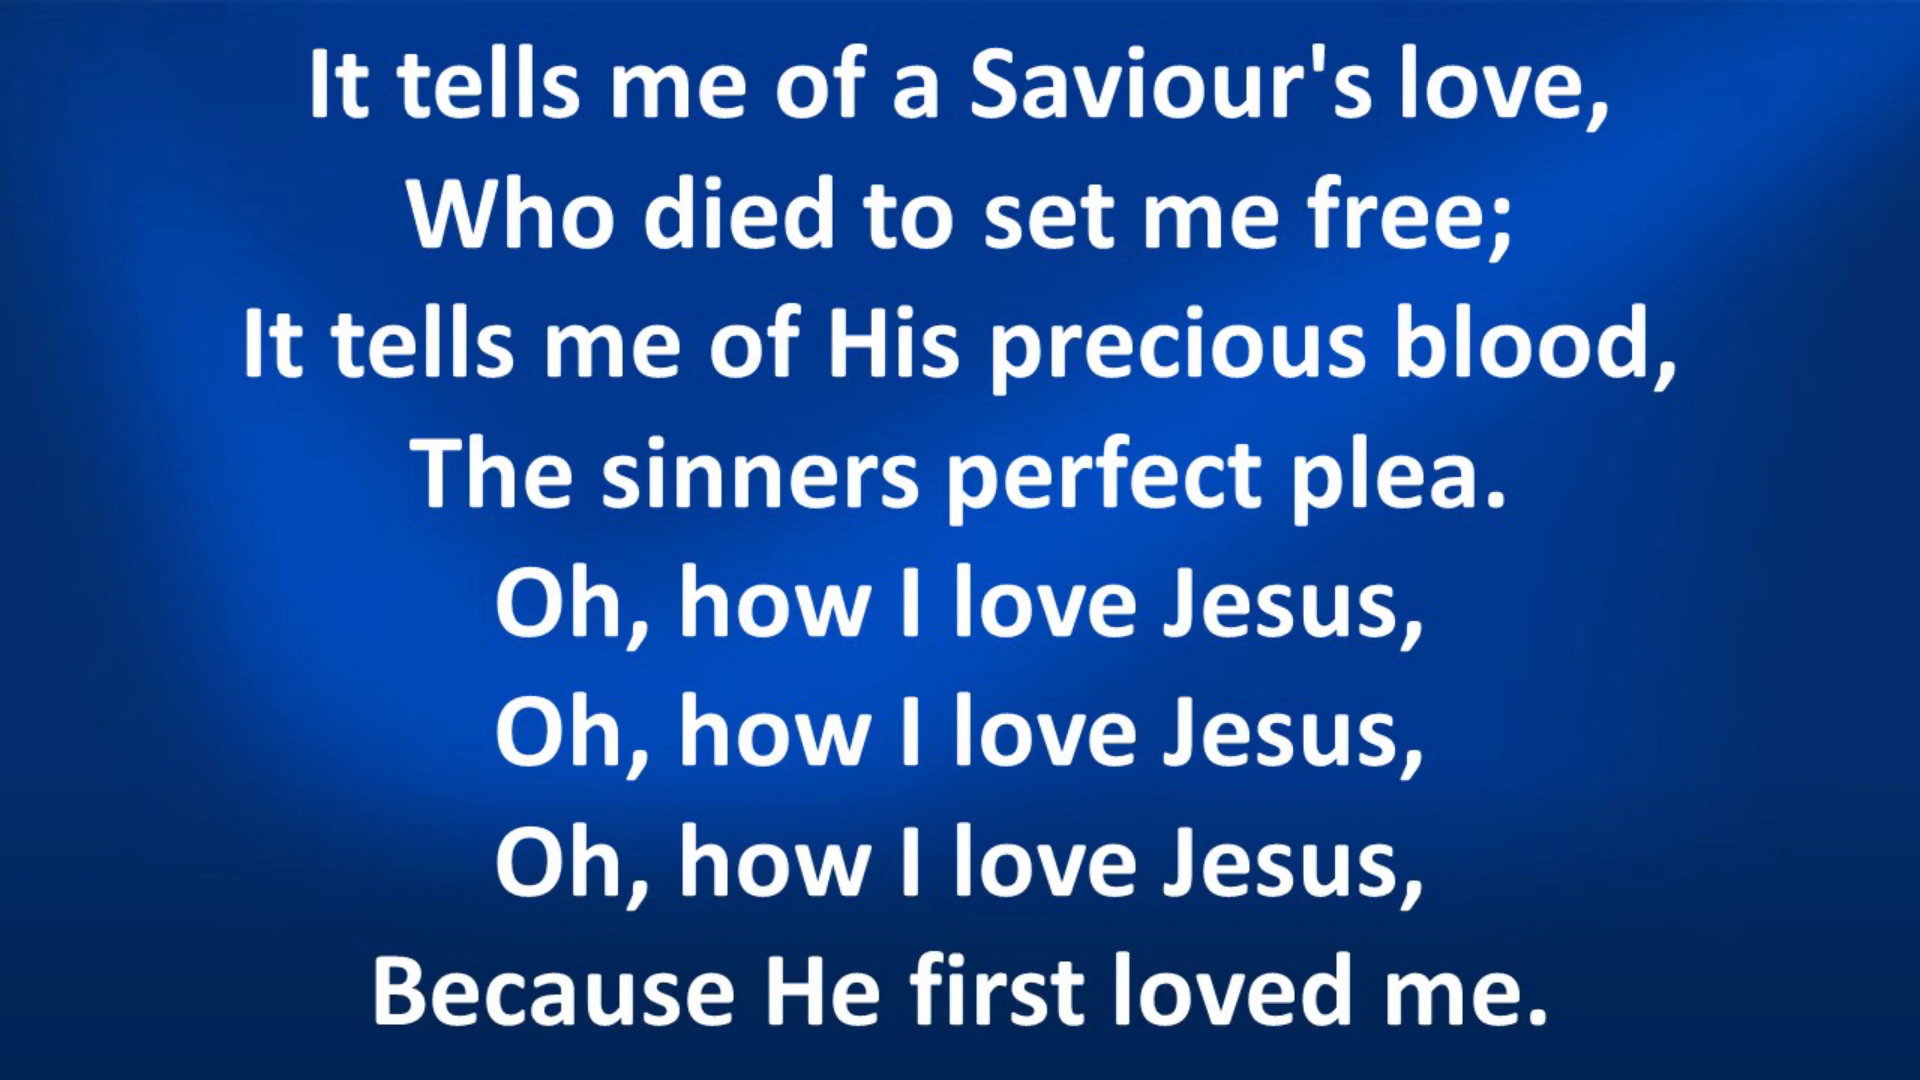 It tells me of a Saviour's love,
Who died to set me free;
It tells me of His precious blood,
The sinners perfect plea.
Oh, how I love Jesus,
Oh, how I love Jesus,
Oh, how I love Jesus,
Because He first loved me.